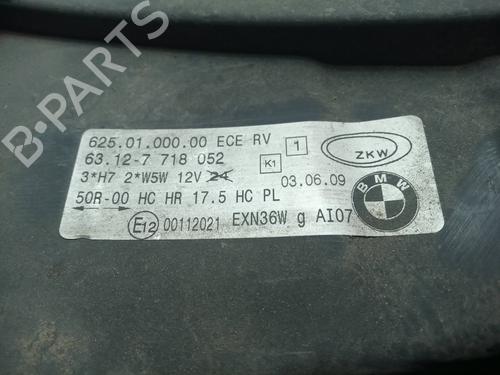 625.01.000.00 ECE RV 1
63.12-7 718 052 K1 ZKW
3*H7 2*W5W 12V 24 03.06.09
50R-00 HC HR 17.5 HC PL BMW
E12 00112021 EXN36W g AI07
B-PARTS